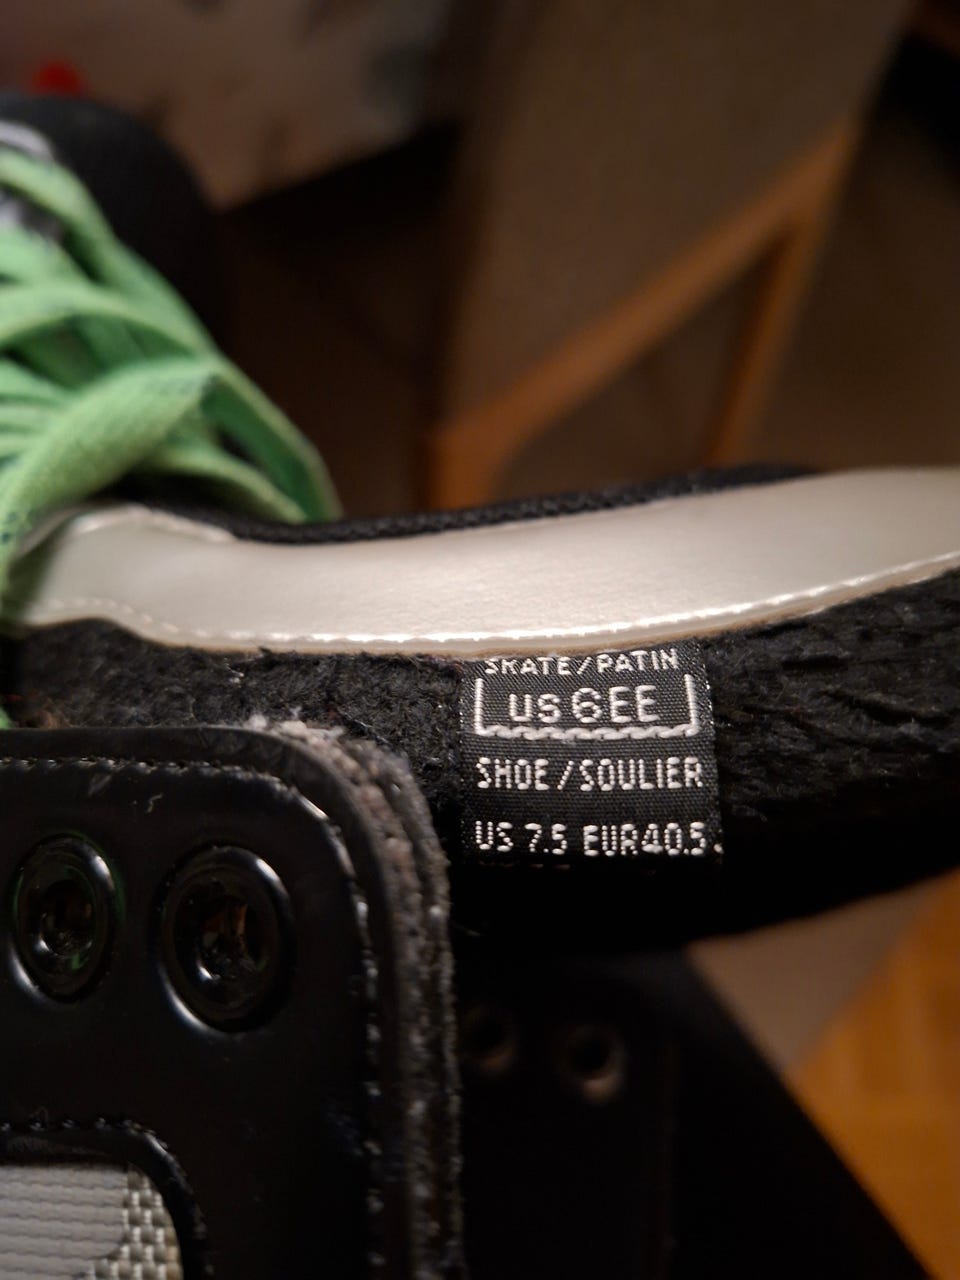 SKATE/PATIN
US 6EE
SHOE/SOULIER
US 7.5 EUR40.5